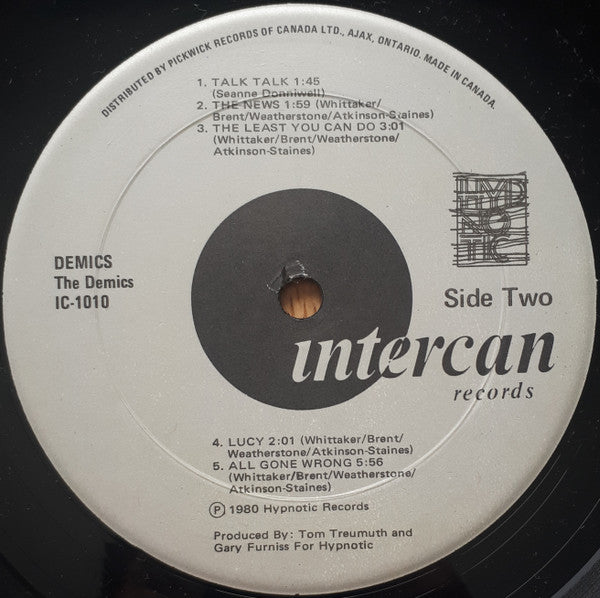 DISTRIBUTED BY PICKWICK RECORDS OF CANADA LTD., AJAX, ONTARIO. MADE IN CANADA.
1. TALK TALK 1:45
(Seanne Donniwell)
2. THE NEWS 1:59 (Whittaker/
Brent/Weatherstone/Atkinson-Staines)
3. THE LEAST YOU CAN DO 3:01
(Whittaker/Brent/Weatherstone/
Atkinson-Staines)
HYP
NO
TIC
DEMICS
The Demics
IC-1010
Side Two
intercan
records
4. LUCY 2:01 (Whittaker/Brent/
Weatherstone/Atkinson-Staines)
5. ALL GONE WRONG 5:56
(Whittaker/Brent/Weatherstone/
Atkinson-Staines)
Ⓟ 1980 Hypnotic Records
Produced By: Tom Treumuth and
Gary Furniss For Hypnotic